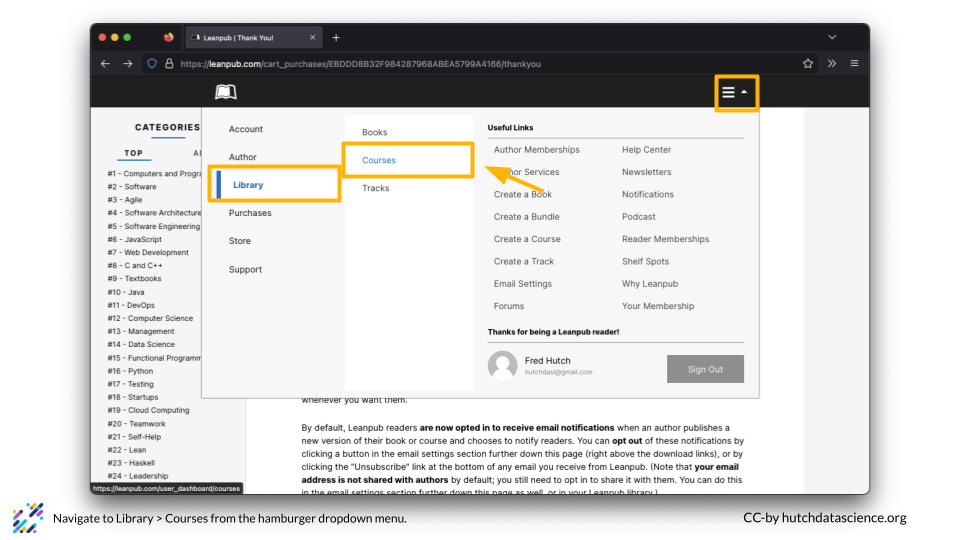 Leanpub | Thank You!
https://leanpub.com/cart_purchases/EBDDD8B32F984287968ABEA5799A4166/thankyou
CATEGORIES
TOP
#1 - Computers and Progra
#2 - Software
#3 - Agile
#4 - Software Architecture
#5 - Software Engineering
#6 - JavaScript
#7 - Web Development
#8 - C and C++
#9 - Textbooks
#10 - Java
#11 - DevOps
#12 - Computer Science
#13 - Management
#14 - Data Science
#15 - Functional Programm
#16 - Python
#17 - Testing
#18 - Startups
#19 - Cloud Computing
#20 - Teamwork
#21 - Self-Help
#22 - Lean
#23 - Haskell
#24 - Leadership
https://leanpub.com/user_dashboard/courses
Account
Author
Library
Purchases
Store
Support
Books
Courses
Tracks
Useful Links
Author Memberships
Services
Create a Book
Create a Bundle
Create a Course
Create a Track
Email Settings
Forums
Help Center
Newsletters
Notifications
Podcast
Reader Memberships
Shelf Spots
Why Leanpub
Your Membership
Thanks for being a Leanpub reader!
Fred Hutch
hutchdasl@gmail.com
Sign Out
whenever you want them.
By default, Leanpub readers are now opted in to receive email notifications when an author publishes a
new version of their book or course and chooses to notify readers. You can opt out of these notifications by
clicking a button in the email settings section further down this page (right above the download links), or by
clicking the "Unsubscribe" link at the bottom of any email you receive from Leanpub. (Note that your email
address is not shared with authors by default; you still need to opt in to share it with them. You can do this
in the email settings section further down this page as well, or in your Leanpub library.)
Navigate to Library > Courses from the hamburger dropdown menu.
CC-by hutchdatascience.org